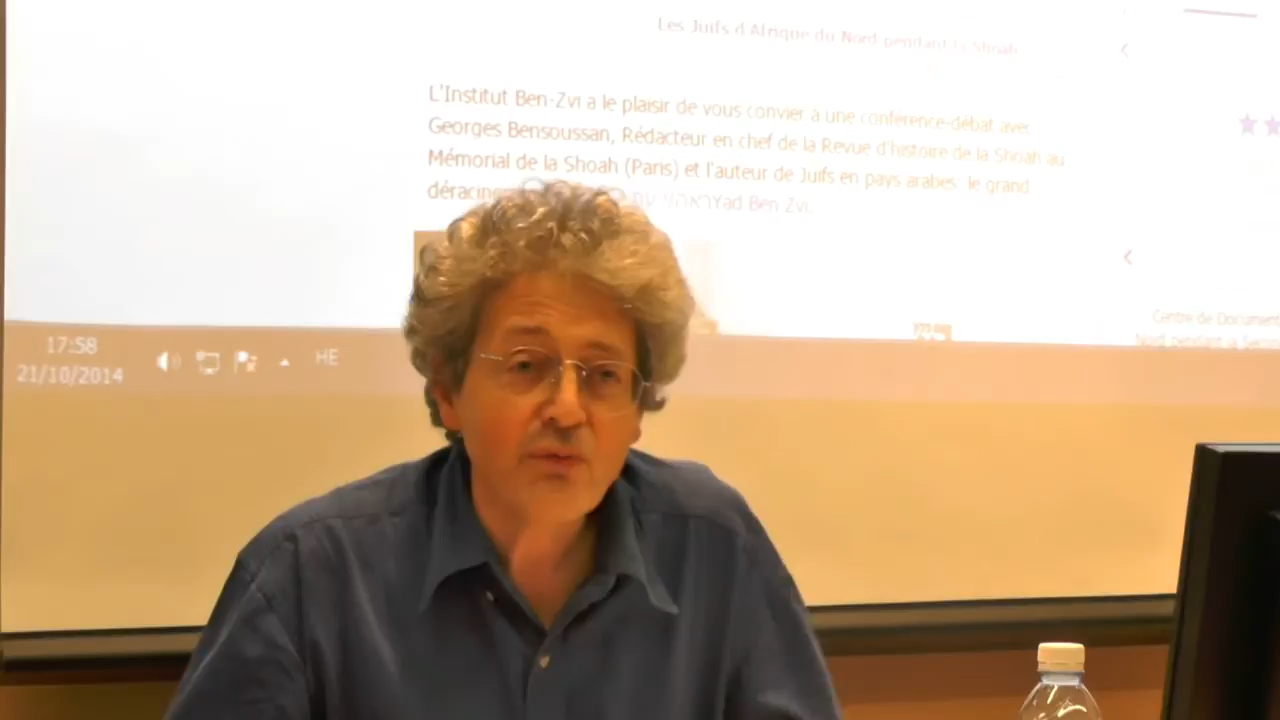 Les Juifs d'Afrique du Nord pendant la Shoah
L'Institut Ben-Zvi a le plaisir de vous convier à une conférence-débat avec
Georges Bensoussan, Rédacteur en chef de la Revue d'histoire de la Shoah au
Mémorial de la Shoah (Paris) et l'auteur de Juifs en pays arabes: le grand
Yad Ben Zvi.
Centre de
17:58
21/10/2014
HE